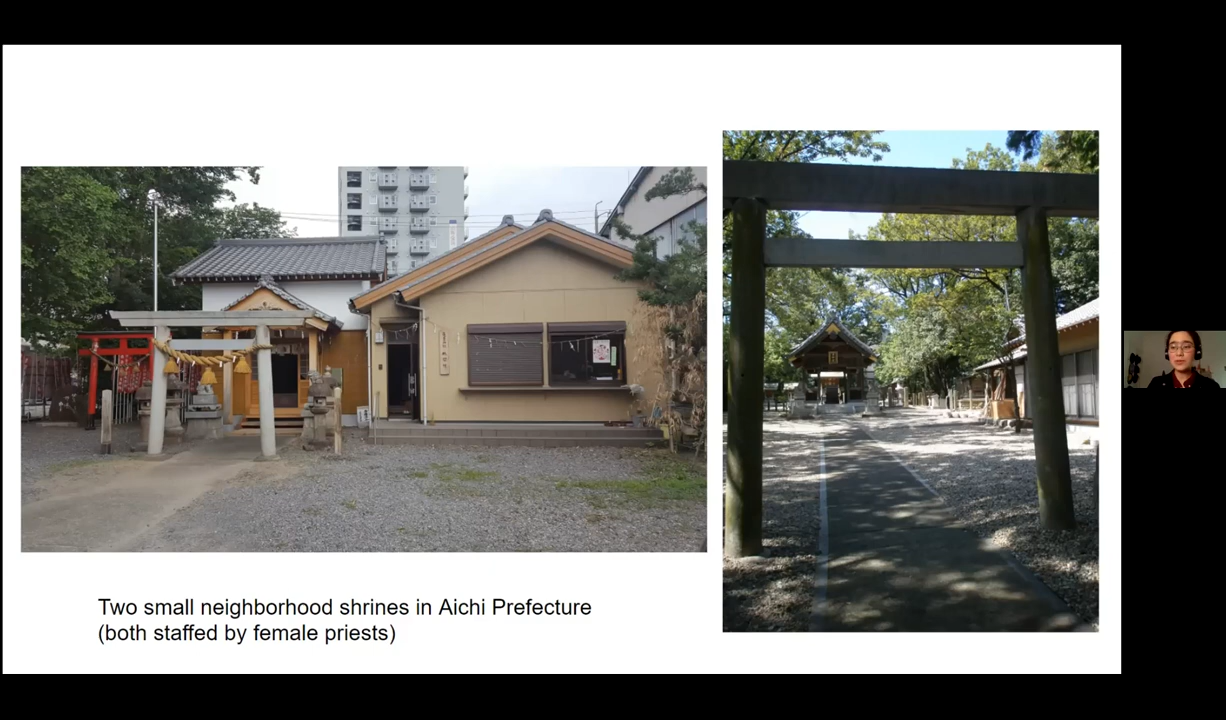 Two small neighborhood shrines in Aichi Prefecture
(both staffed by female priests)